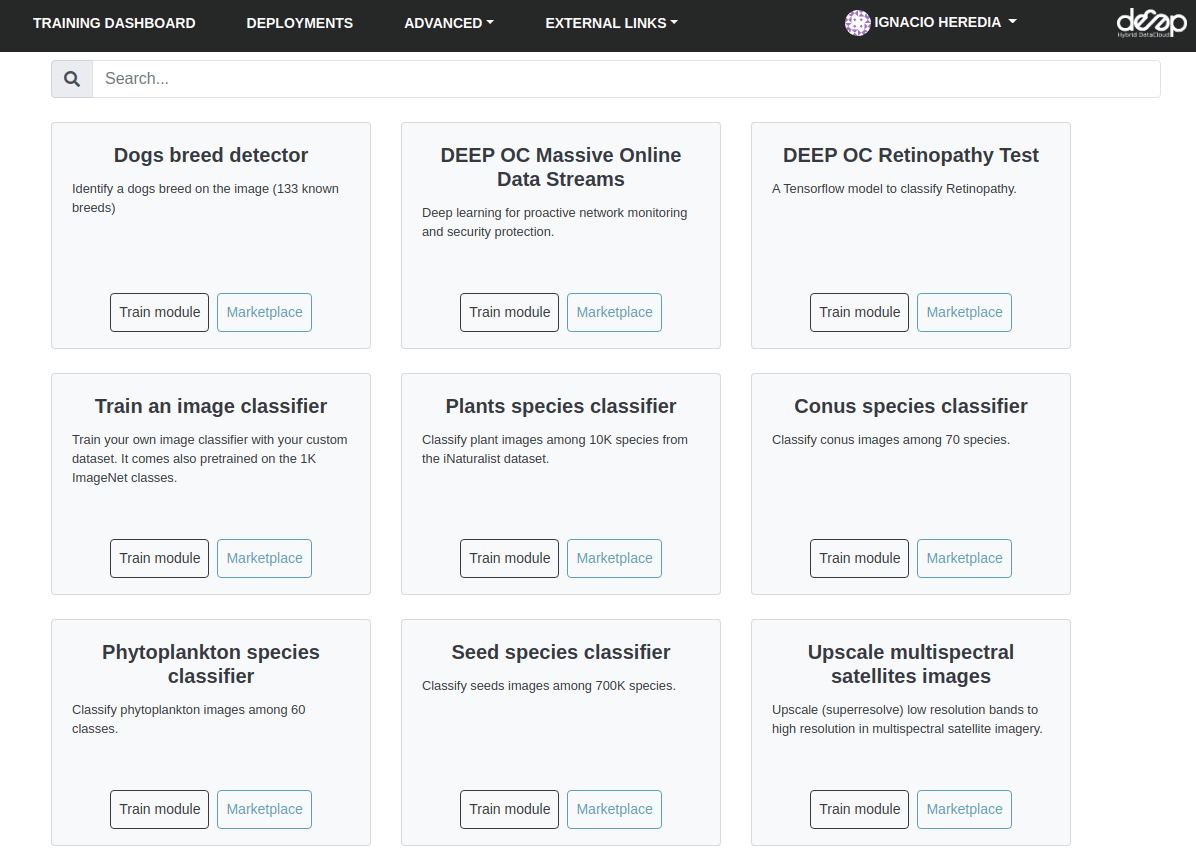 TRAINING DASHBOARD DEPLOYMENTS ADVANCED EXTERNAL LINKS IGNACIO HEREDIA deep
Hybrid DataCloud
Search...
Dogs breed detector
Identify a dogs breed on the image (133 known
breeds)
Train module Marketplace
DEEP OC Massive Online
Data Streams
Deep learning for proactive network monitoring
and security protection.
Train module Marketplace
DEEP OC Retinopathy Test
A Tensorflow model to classify Retinopathy.
Train module Marketplace
Train an image classifier
Train your own image classifier with your custom
dataset. It comes also pretrained on the 1K
ImageNet classes.
Train module Marketplace
Plants species classifier
Classify plant images among 10K species from
the iNaturalist dataset.
Train module Marketplace
Conus species classifier
Classify conus images among 70 species.
Train module Marketplace
Phytoplankton species
classifier
Classify phytoplankton images among 60
classes.
Train module Marketplace
Seed species classifier
Classify seeds images among 700K species.
Train module Marketplace
Upscale multispectral
satellites images
Upscale (superresolve) low resolution bands to
high resolution in multispectral satellite imagery.
Train module Marketplace